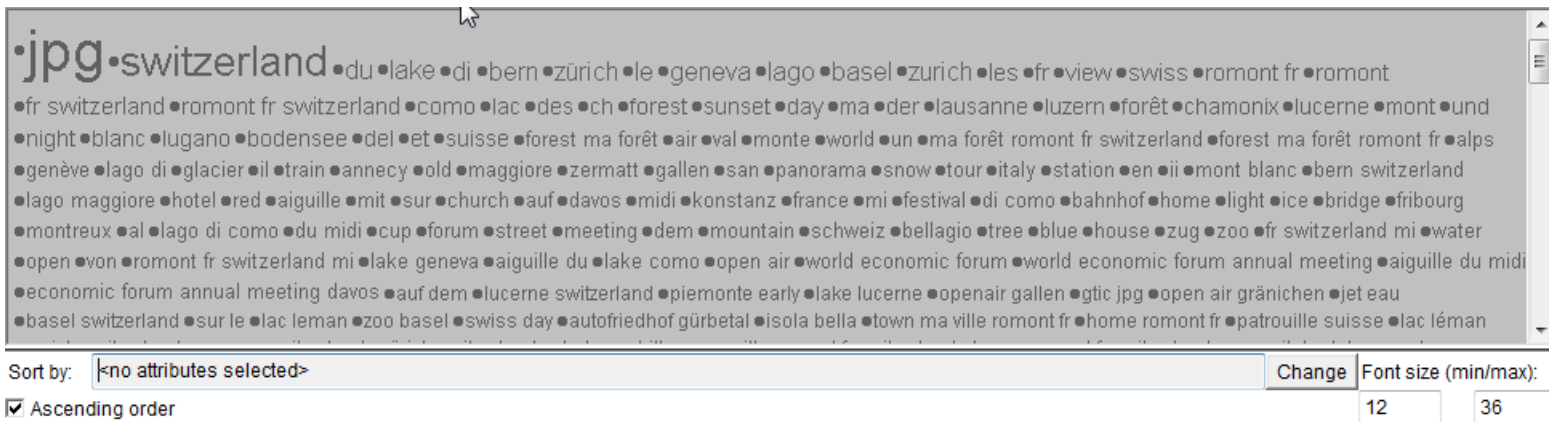 •jpg•switzerland•du•lake•di•bern•zürich•le•geneva•lago•basel•zurich•les•fr•view•swiss•romont fr•romont
•fr switzerland•romont fr switzerland•como•lac•des•ch•forest•sunset•day•ma•der•lausanne•luzern•forêt•chamonix•lucerne•mont•und
•night•blanc•lugano•bodensee•del•et•suisse•forest ma forêt•air•val•monte•world•un•ma forêt romont fr switzerland•forest ma forêt romont fr•alps
•genève•lago di•glacier•il•train•annecy•old•maggiore•zermatt•gallen•san•panorama•snow•tour•italy•station•en•ii•mont blanc•bern switzerland
•lago maggiore•hotel•red•aiguille•mit•sur•church•auf•davos•midi•konstanz•france•mi•festival•di como•bahnhof•home•light•ice•bridge•fribourg
•montreux•al•lago di como•du midi•cup•forum•street•meeting•dem•mountain•schweiz•bellagio•tree•blue•house•zug•zoo•fr switzerland mi•water
•open•von•romont fr switzerland mi•lake geneva•aiguille du•lake como•open air•world economic forum•world economic forum annual meeting•aiguille du midi
•economic forum annual meeting davos•auf dem•lucerne switzerland•piemonte early•lake lucerne•openair gallen•gtic jpg•open air gränichen•jet eau
•basel switzerland•sur le•lac leman•zoo basel•swiss day•autofriedhof gürbetal•isola bella•town ma ville romont fr•home romont fr•patrouille suisse•lac léman
Sort by: <no attributes selected> Change Font size (min/max):
Ascending order 12 36